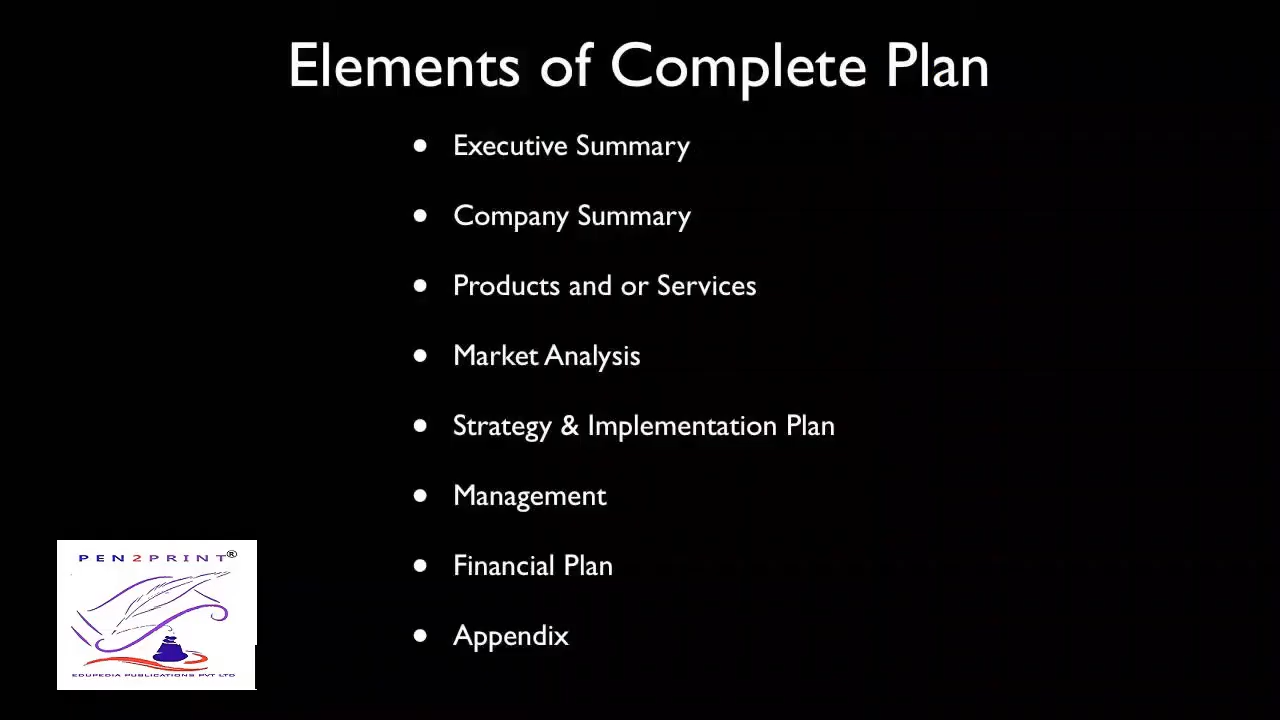 Elements of Complete Plan
● Executive Summary
● Company Summary
● Products and or Services
● Market Analysis
● Strategy & Implementation Plan
● Management
● Financial Plan
● Appendix
PEN2PRINT®
EDUPEDIA PUBLICATIONS PVT LTD